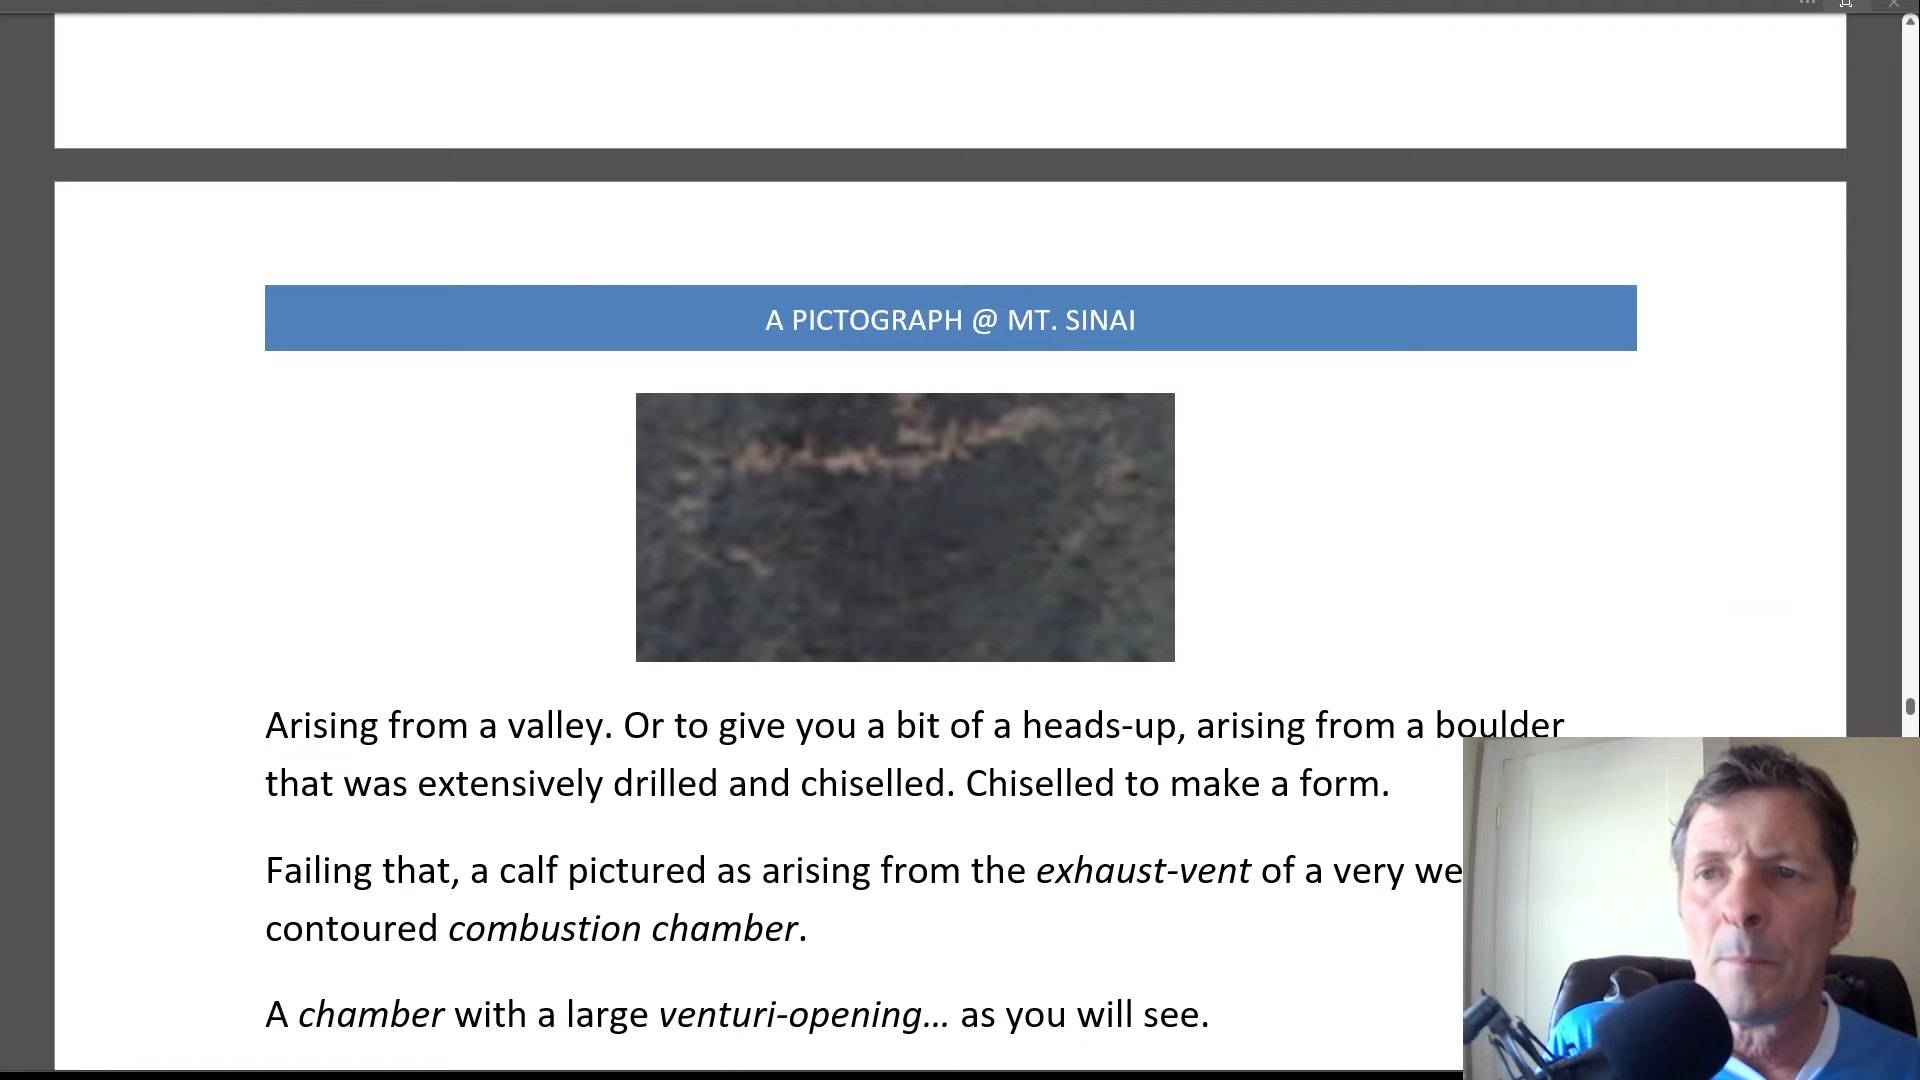 A PICTOGRAPH @ MT. SINAI
Arising from a valley. Or to give you a bit of a heads-up, arising from a boulder
that was extensively drilled and chiselled. Chiselled to make a form.
Failing that, a calf pictured as arising from the exhaust-vent of a very
contoured combustion chamber.
A chamber with a large venturi-opening... as you will see.